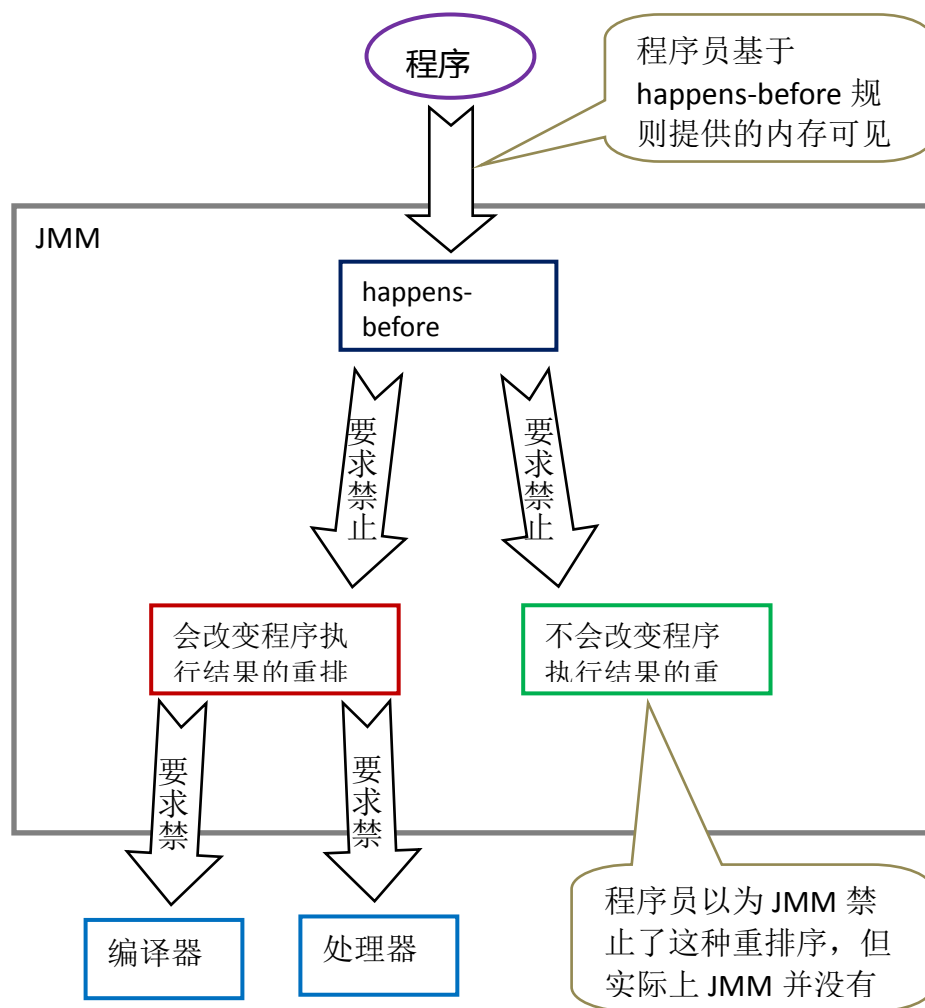 程序
程序员基于
happens-before 规
则提供的内存可见
JMM
happens-
before
要求禁止
要求禁止
会改变程序执
行结果的重排
不会改变程序
执行结果的重
要求禁
要求禁
编译器
处理器
程序员以为 JMM 禁
止了这种重排序，但
实际上 JMM 并没有